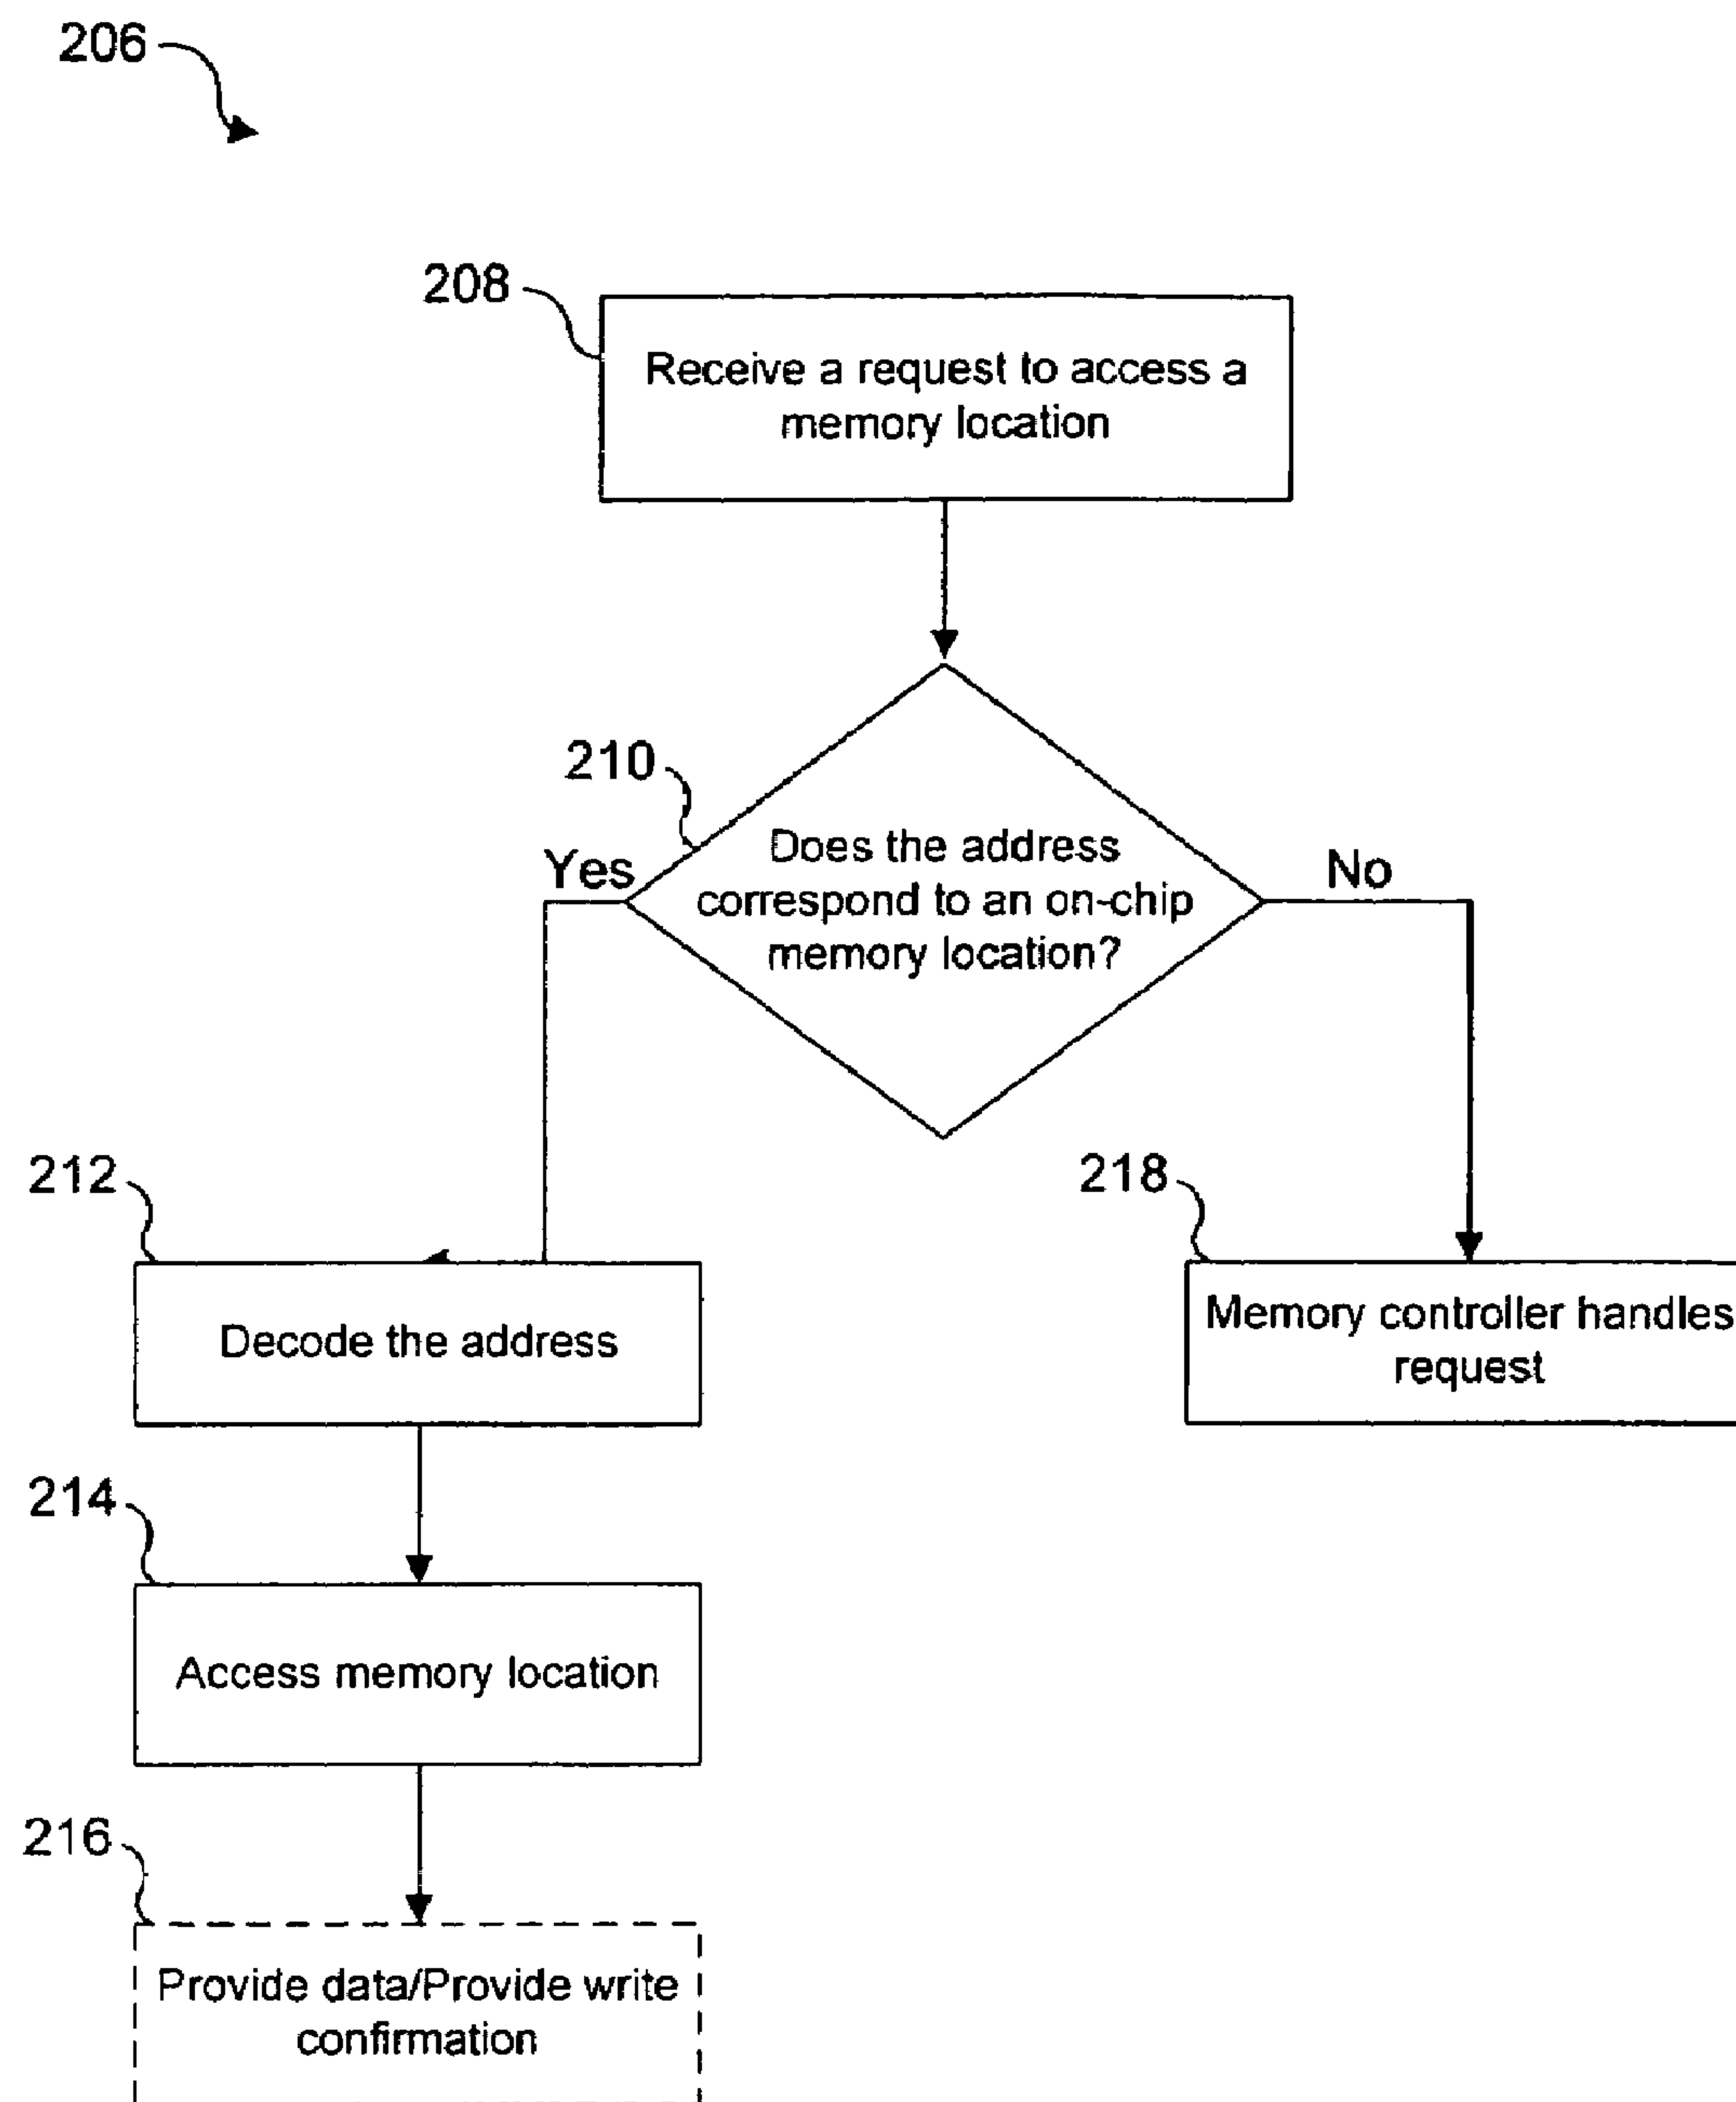 206
208
Receive a request to access a
memory location
210
Does the address
correspond to an on-chip
memory location?
Yes
No
212
Decode the address
218
Memory controller handles
request
214
Access memory location
216
Provide data/Provide write
confirmation